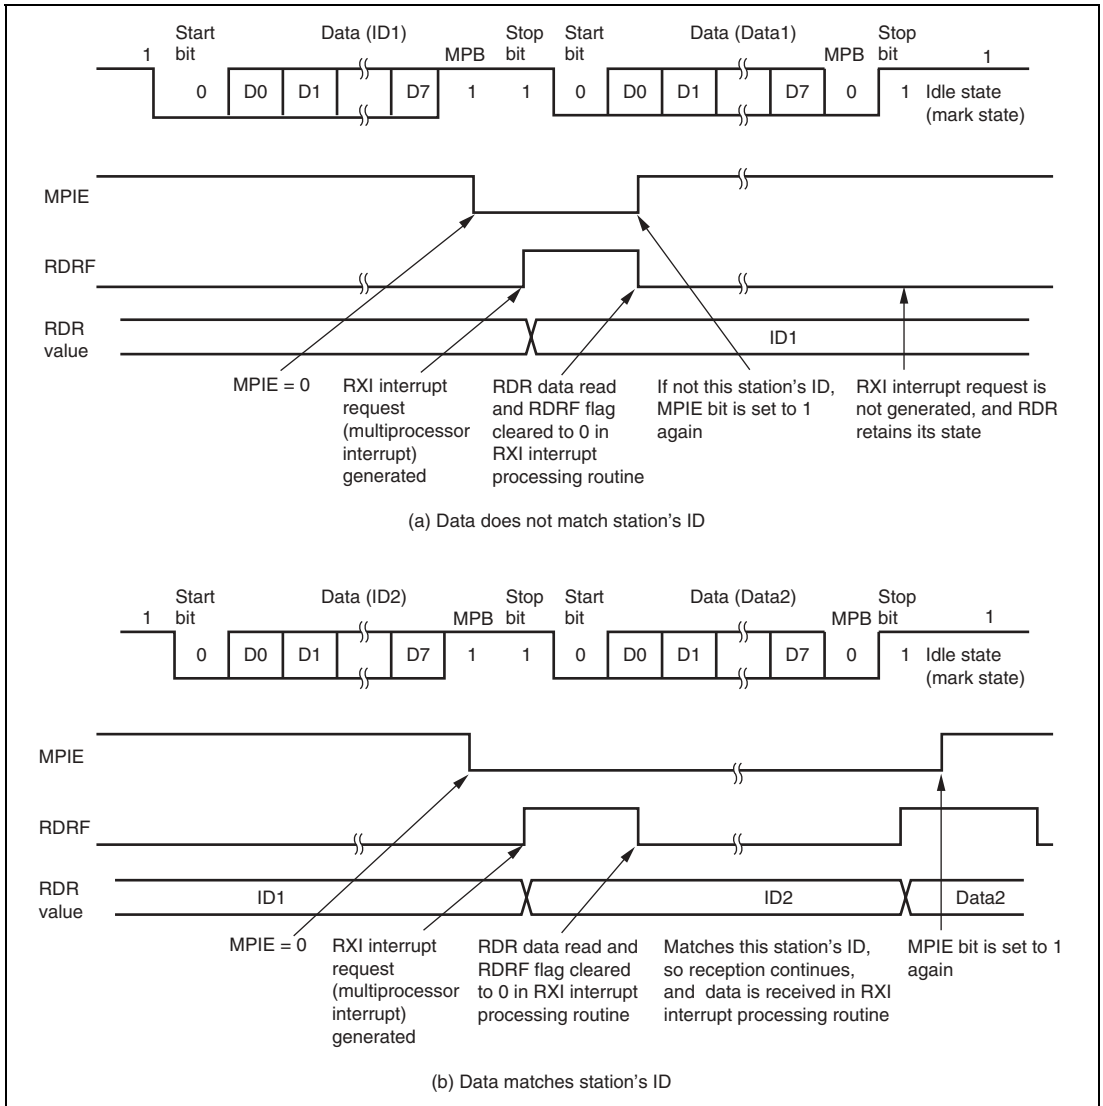 Start bit Data (ID1) MPB Stop bit Start bit Data (Data1) MPB Stop bit
1 1
0 D0 D1 D7 1 1 0 D0 D1 D7 0 1 Idle state (mark state)
MPIE
RDRF
RDR value
ID1
MPIE = 0
RXI interrupt
request
(multiprocessor
interrupt)
generated
RDR data read
and RDRF flag
cleared to 0 in
RXI interrupt
processing routine
If not this station's ID,
MPIE bit is set to 1
again
RXI interrupt request is
not generated, and RDR
retains its state
(a) Data does not match station's ID
Start bit Data (ID2) MPB Stop bit Start bit Data (Data2) MPB Stop bit
1 1
0 D0 D1 D7 1 1 0 D0 D1 D7 0 1 Idle state (mark state)
MPIE
RDRF
RDR value
ID1 ID2 Data2
MPIE = 0
RXI interrupt
request
(multiprocessor
interrupt)
generated
RDR data read and
RDRF flag cleared
to 0 in RXI interrupt
processing routine
Matches this station's ID,
so reception continues,
and data is received in RXI
interrupt processing routine
MPIE bit is set to 1
again
(b) Data matches station's ID